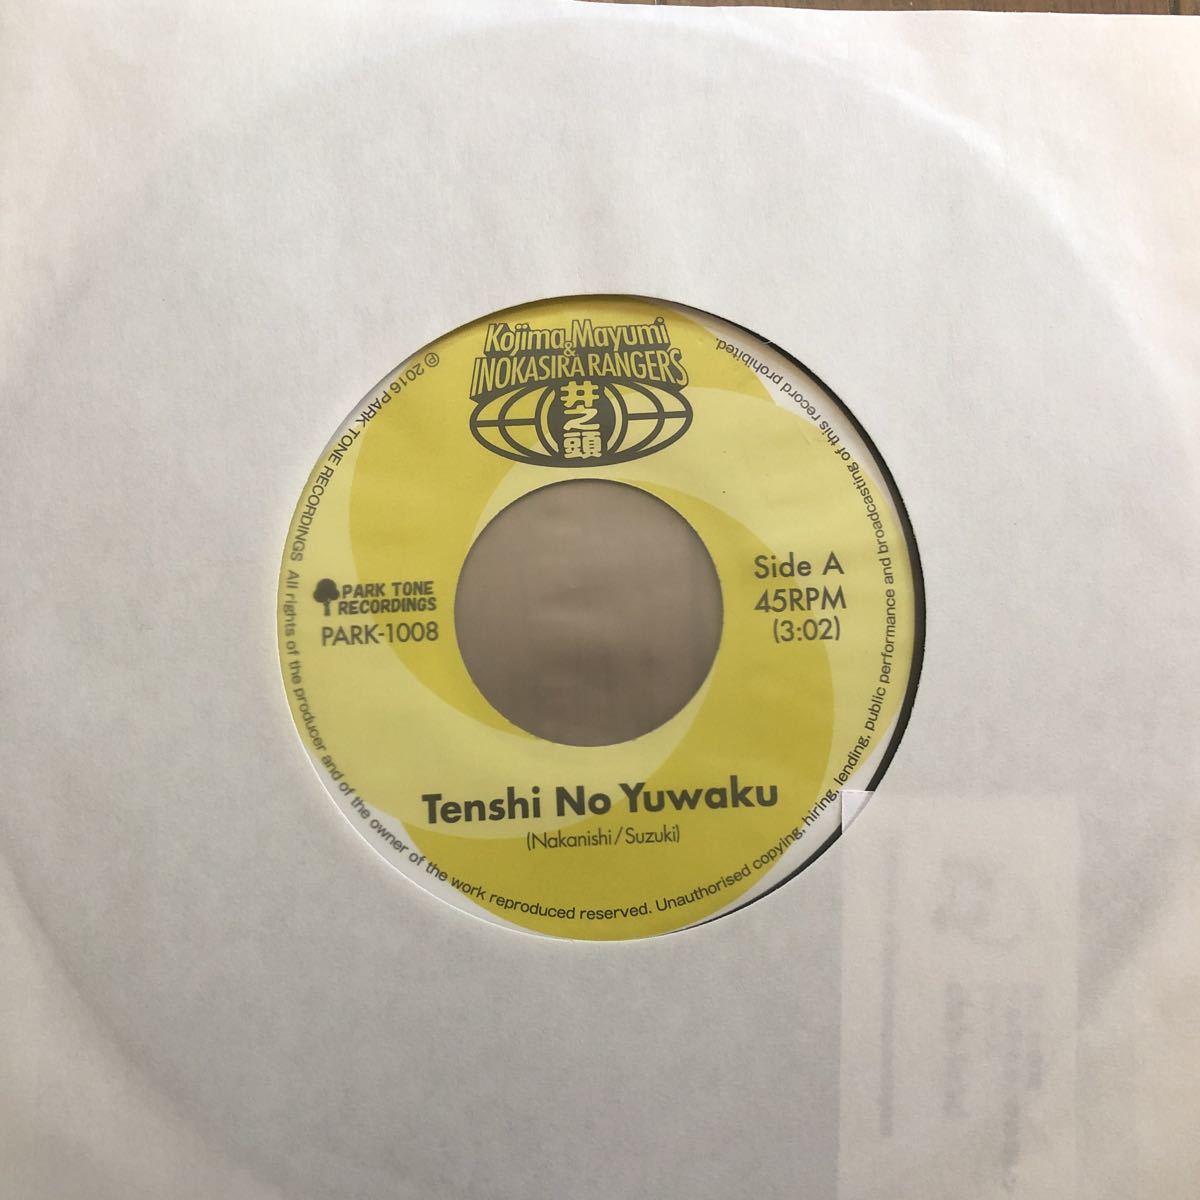 Kojima Mayumi
&
INOKASIRA RANGERS
井之頭
PARK TONE
RECORDINGS
PARK-1008
Side A
45RPM
(3:02)
Tenshi No Yuwaku
(Nakanishi/Suzuki)
℗ 2016 PARK TONE RECORDINGS All rights of the producer and of the owner of the work reproduced reserved. Unauthorised copying, hiring, lending, public performance and broadcasting of this record prohibited.